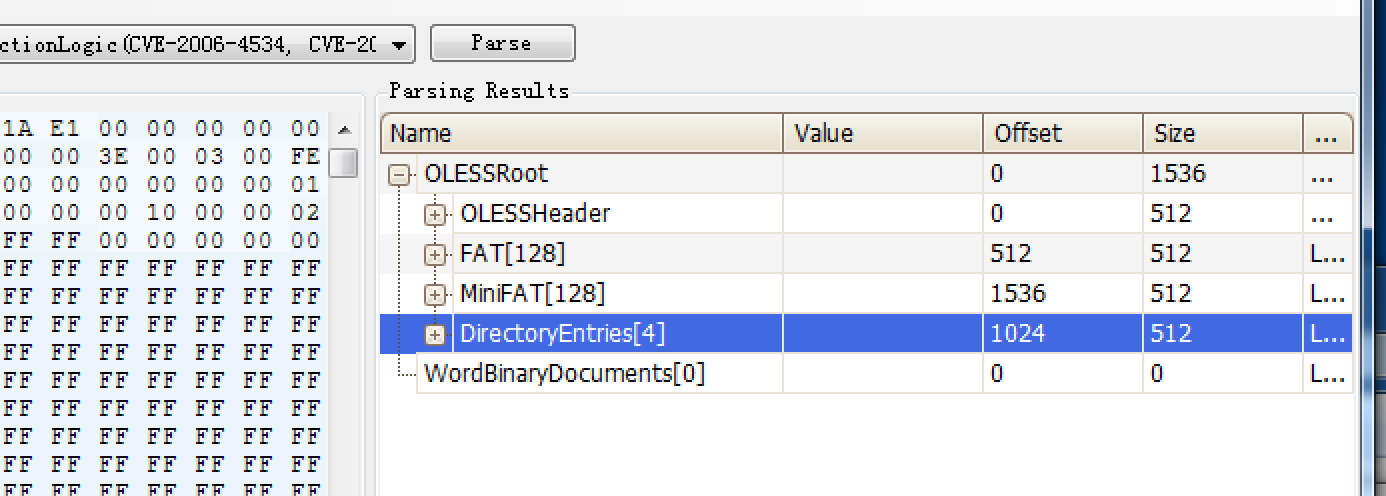 ctionLogic(CVE-2006-4534, CVE-20
Parse
Parsing Results
1A E1 00 00 00 00 00
00 00 3E 00 03 00 FE
00 00 00 00 00 00 01
00 00 00 10 00 00 02
FF FF 00 00 00 00 00
FF FF FF FF FF FF FF
FF FF FF FF FF FF FF
FF FF FF FF FF FF FF
FF FF FF FF FF FF FF
FF FF FF FF FF FF FF
FF FF FF FF FF FF FF
FF FF FF FF FF FF FF
FF FF FF FF FF FF FF
FF FF FF FF FF FF FF
Name Value Offset Size ...
OLESSRoot 0 1536 ...
OLESSHeader 0 512 ...
FAT[128] 512 512 L...
MiniFAT[128] 1536 512 L...
DirectoryEntries[4] 1024 512 L...
WordBinaryDocuments[0] 0 0 L...